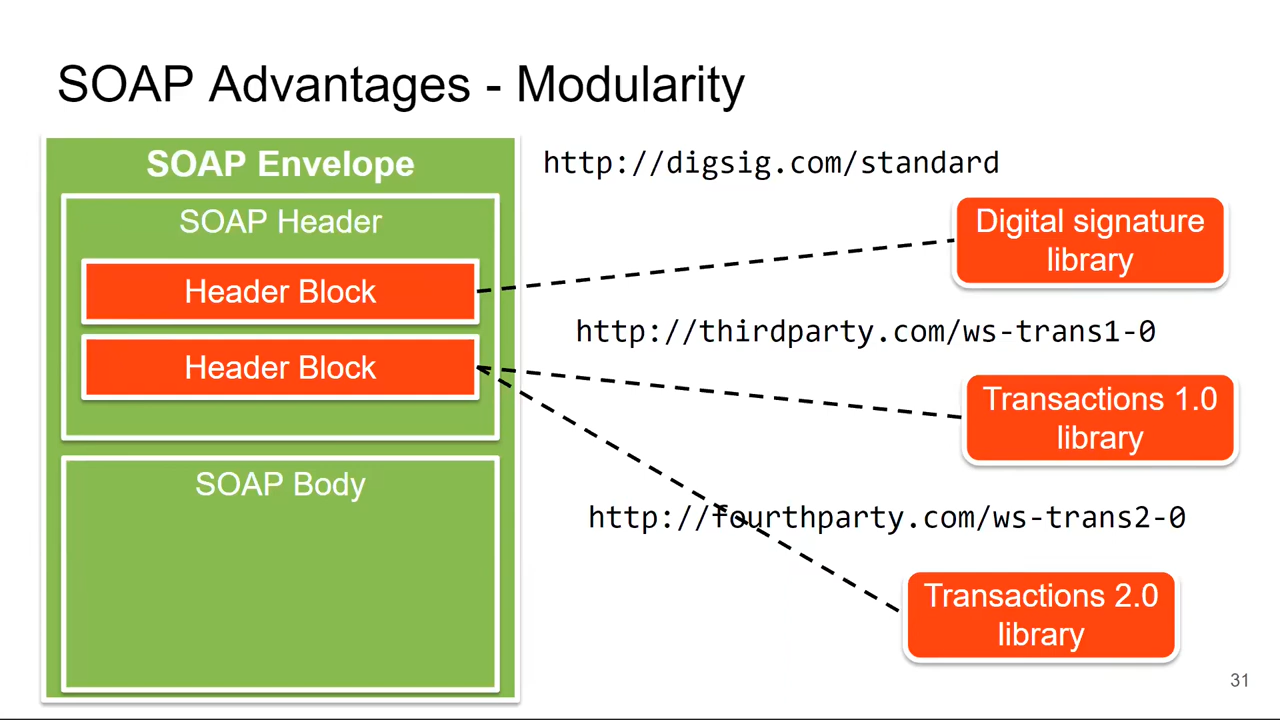 SOAP Advantages - Modularity
SOAP Envelope
SOAP Header
Header Block
Header Block
SOAP Body
http://digsig.com/standard
Digital signature
library
http://thirdparty.com/ws-trans1-0
Transactions 1.0
library
http://fourthparty.com/ws-trans2-0
Transactions 2.0
library
31